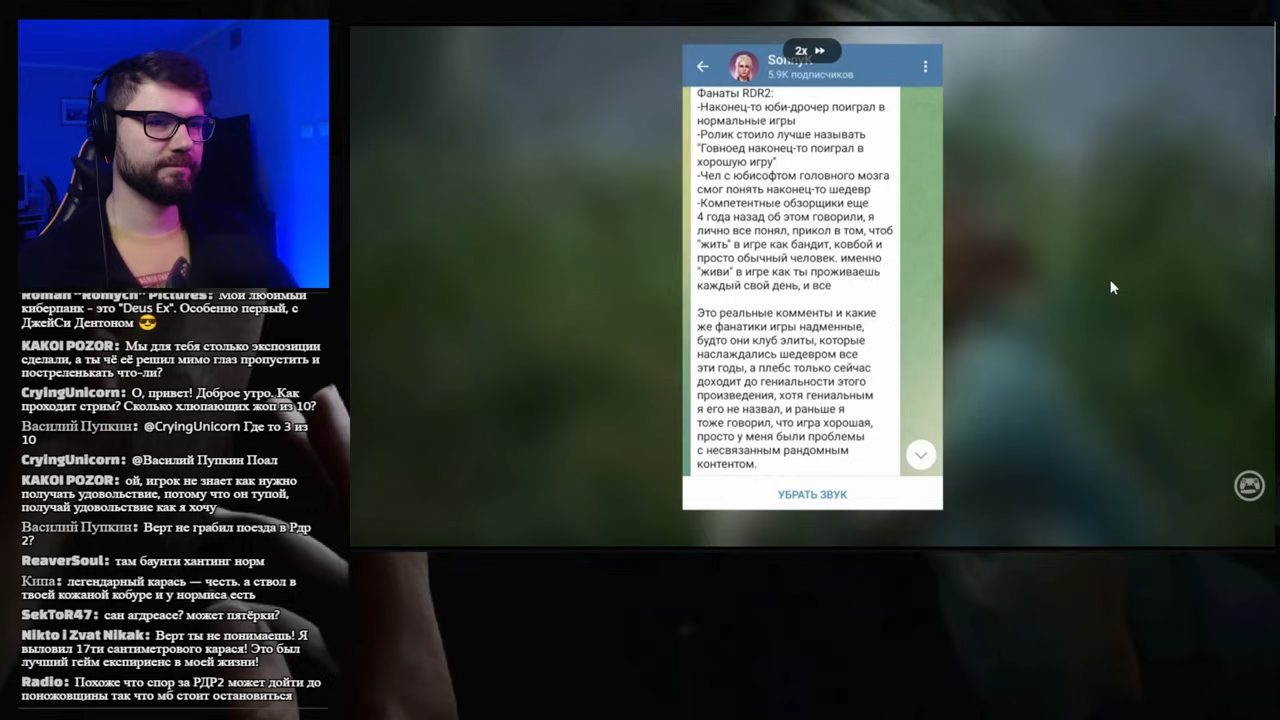 Roman "Romych" Pictures: Мой любимый
киберпанк - это "Deus Ex". Особенно первый, с
ДжейСи Дентоном
KAKOI POZOR: Мы для тебя столько экспозиции
сделали, а ты чё её решил мимо глаз пропустить и
постреленькать что-ли?
CryingUnicorn: О, привет! Доброе утро. Как
проходит стрим? Сколько хлюпающих жоп из 10?
Василий Пупкин: @CryingUnicorn Где то 3 из
10
CryingUnicorn: @Василий Пупкин Поал
KAKOI POZOR: ой, игрок не знает как нужно
получать удовольствие, потому что он тупой,
получай удовольствие как я хочу
Василий Пупкин: Верт не грабил поезда в Рдр
2?
ReaverSoul: там баунти хантинг норм
Кипа: легендарный карась — честь. а ствол в
твоей кожаной кобуре и у нормиса есть
SekToR47: сан агдреасе? может пятёрки?
Nikto i Zvat Nikak: Верт ты не понимаешь! Я
выловил 17ти сантиметрового карася! Это был
лучший гейм експириенс в моей жизни!
Radio: Похоже что спор за РДР2 может дойти до
поножовщины так что мб стоит остановиться
2x
SonnyK
5.9K подписчиков
Фанаты RDR2:
-Наконец-то юби-дрочер поиграл в
нормальные игры
-Ролик стоило лучше называть
"Говноед наконец-то поиграл в
хорошую игру"
-Чел с юбисофтом головного мозга
смог понять наконец-то шедевр
-Компетентные обзорщики еще
4 года назад об этом говорили, я
лично все понял, прикол в том, чтоб
"жить" в игре как бандит, ковбой и
просто обычный человек. именно
"живи" в игре как ты проживаешь
каждый свой день, и все
Это реальные комменты и какие
же фанатики игры надменные,
будто они клуб элиты, которые
наслаждались шедевром все
эти годы, а плебс только сейчас
доходит до гениальности этого
произведения, хотя гениальным
я его не назвал, и раньше я
тоже говорил, что игра хорошая,
просто у меня были проблемы
с несвязанным рандомным
контентом.
УБРАТЬ ЗВУК